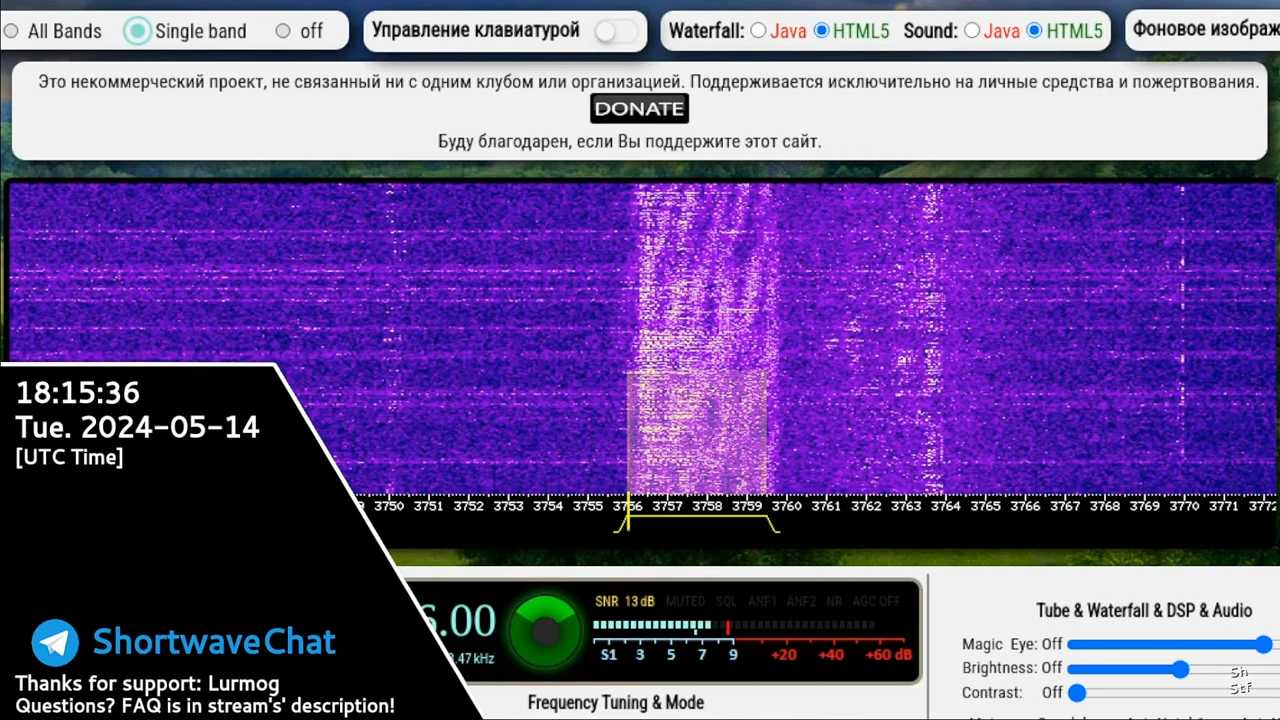 All Bands Single band off Управление клавиатурой Waterfall: Java HTML5 Sound: Java HTML5 Фоновое изображ
Это некоммерческий проект, не связанный ни с одним клубом или организацией. Поддерживается исключительно на личные средства и пожертвования.
DONATE
Буду благодарен, если Вы поддержите этот сайт.
18:15:36
Tue. 2024-05-14
[UTC Time]
3750 3751 3752 3753 3754 3755 3756 3757 3758 3759 3760 3761 3762 3763 3764 3765 3766 3767 3768 3769 3770 3771 3772
6.00
SNR 13 dB MUTED SQL ANF1 ANF2 NR AGC OFF
S1 3 5 7 9 +20 +40 +60 dB
.47 kHz
Frequency Tuning & Mode
Tube & Waterfall & DSP & Audio
Magic Eye: Off
Brightness: Off
Contrast: Off
ShortwaveChat
Thanks for support: Lurmog
Questions? FAQ is in stream's' description!